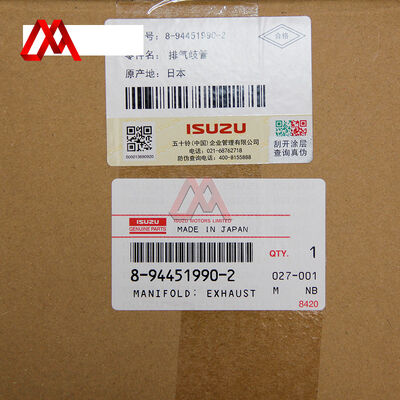 号: 8-94451990-2
零件名: 排气歧管
原产地: 日本
合格
ISUZU
五十铃(中国)企业管理有限公司
电话: 021-68762718
防伪查询电话: 400-8155888
刮开涂层
查询真伪
ISUZU
GENUINE PARTS
ISUZU MOTORS LIMITED
MADE IN JAPAN
QTY. 1
8-94451990-2
027-001
MANIFOLD: EXHAUST
M NB
8420